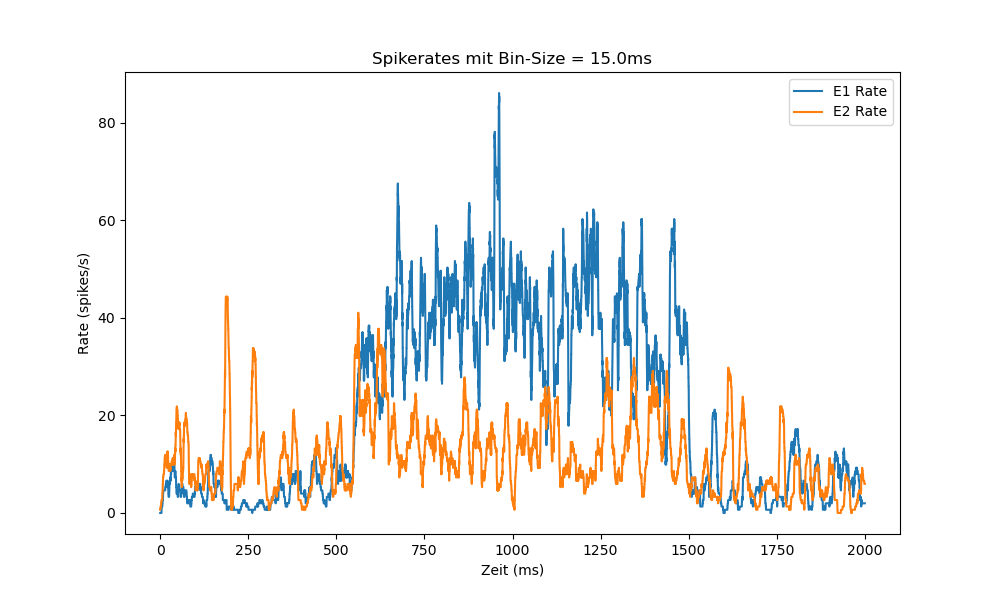 Spikerates mit Bin-Size = 15.0ms
E1 Rate
E2 Rate
Rate (spikes/s)
80
60
40
20
0
0 250 500 750 1000 1250 1500 1750 2000
Zeit (ms)